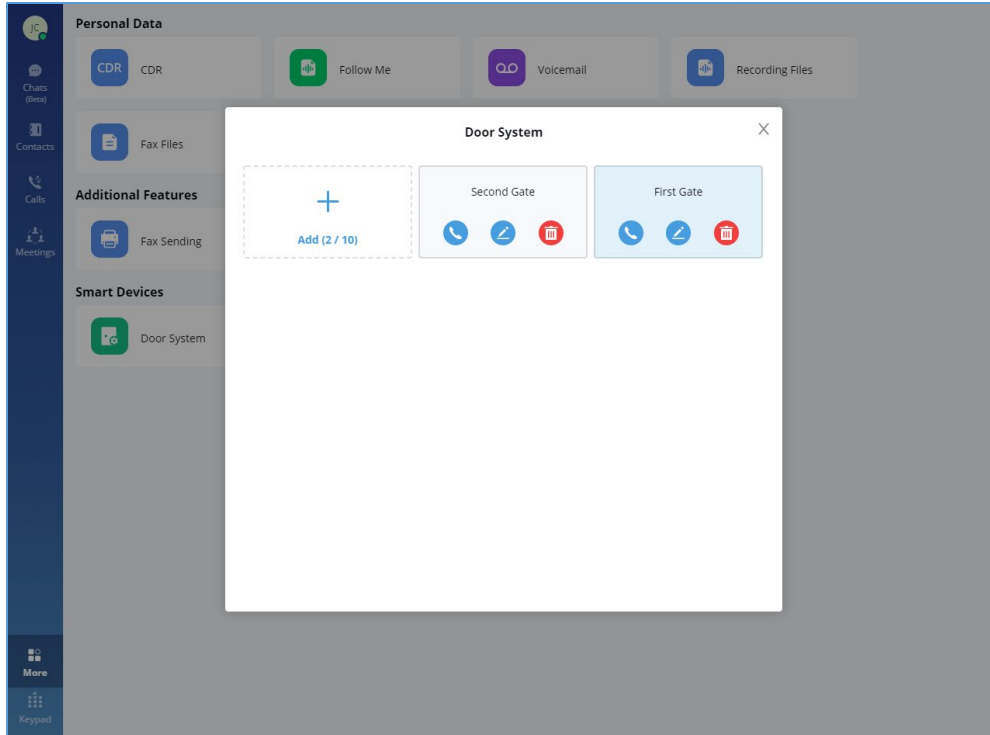 JC
Chats
(Beta)
Contacts
Calls
Meetings
More
Keypad
Personal Data
CDR CDR
Follow Me
Voicemail
Recording Files
Fax Files
Additional Features
Fax Sending
Smart Devices
Door System
Door System
Add (2 / 10)
Second Gate
First Gate